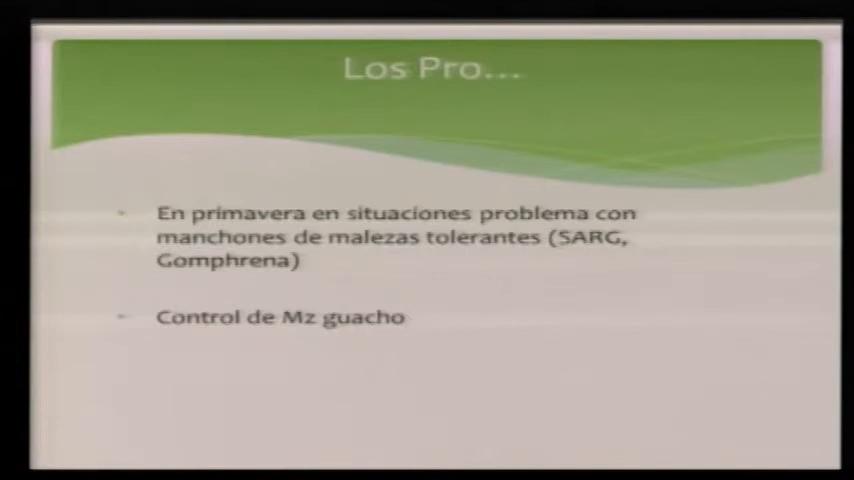 Los Pro...
En primavera en situaciones problema con
manchones de malezas tolerantes (SARG,
Gomphrena)
Control de Mz guacho